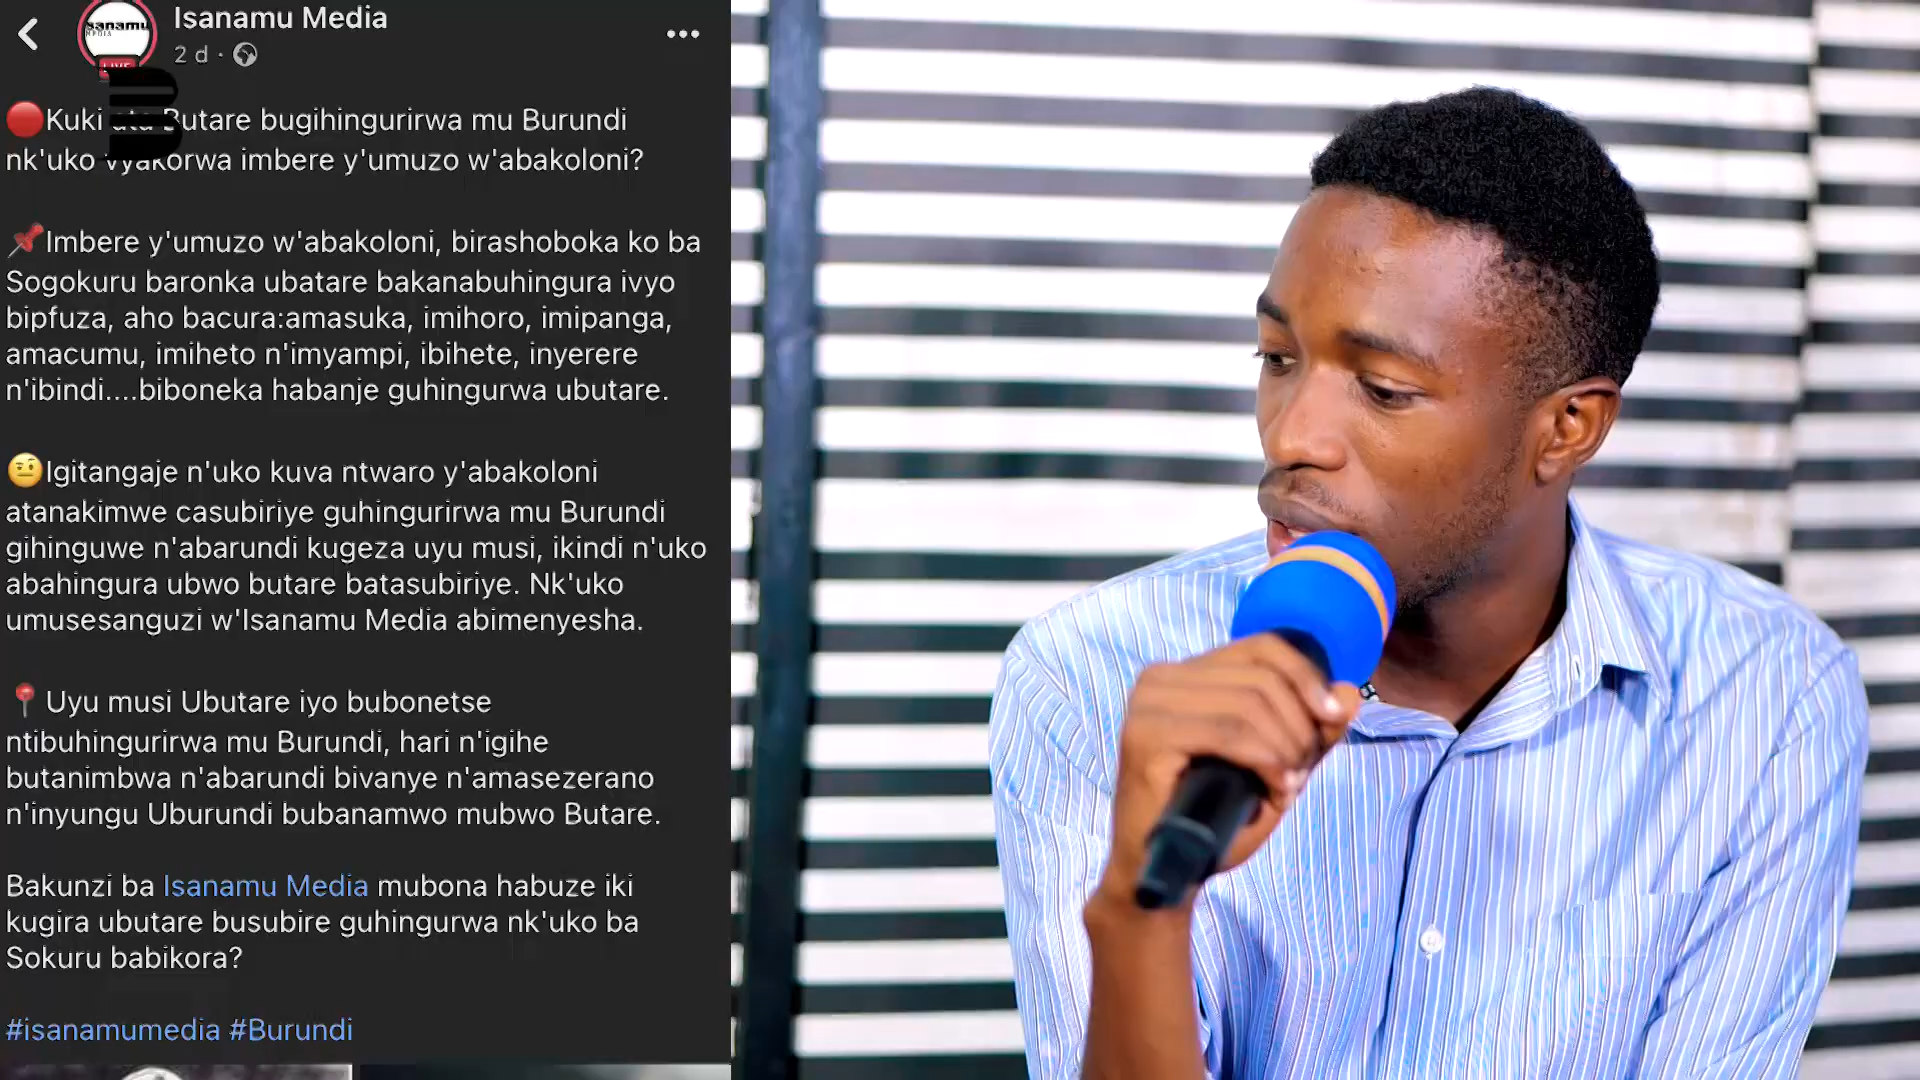 Isanamu Media
2 d
Kuki ata Butare bugihingurirwa mu Burundi
nk'uko vyakorwa imbere y'umuzo w'abakoloni?
Imbere y'umuzo w'abakoloni, birashoboka ko ba
Sogokuru baronka ubatare bakanabuhingura ivyo
bipfuza, aho bacura:amasuka, imihoro, imipanga,
amacumu, imiheto n'imyampi, ibihete, inyerere
n'ibindi....biboneka habanje guhingurwa ubutare.
Igitangaje n'uko kuva ntwaro y'abakoloni
atanakimwe casubiriye guhingurirwa mu Burundi
gihinguwe n'abarundi kugeza uyu musi, ikindi n'uko
abahingura ubwo butare batasubiriye. Nk'uko
umusesanguzi w'Isanamu Media abimenyesha.
Uyu musi Ubutare iyo bubonetse
ntibuhingurirwa mu Burundi, hari n'igihe
butanimbwa n'abarundi bivanye n'amasezerano
n'inyungu Uburundi bubanamwo mubwo Butare.
Bakunzi ba Isanamu Media mubona habuze iki
kugira ubutare busubire guhingurwa nk'uko ba
Sokuru babikora?
#isanamumedia #Burundi